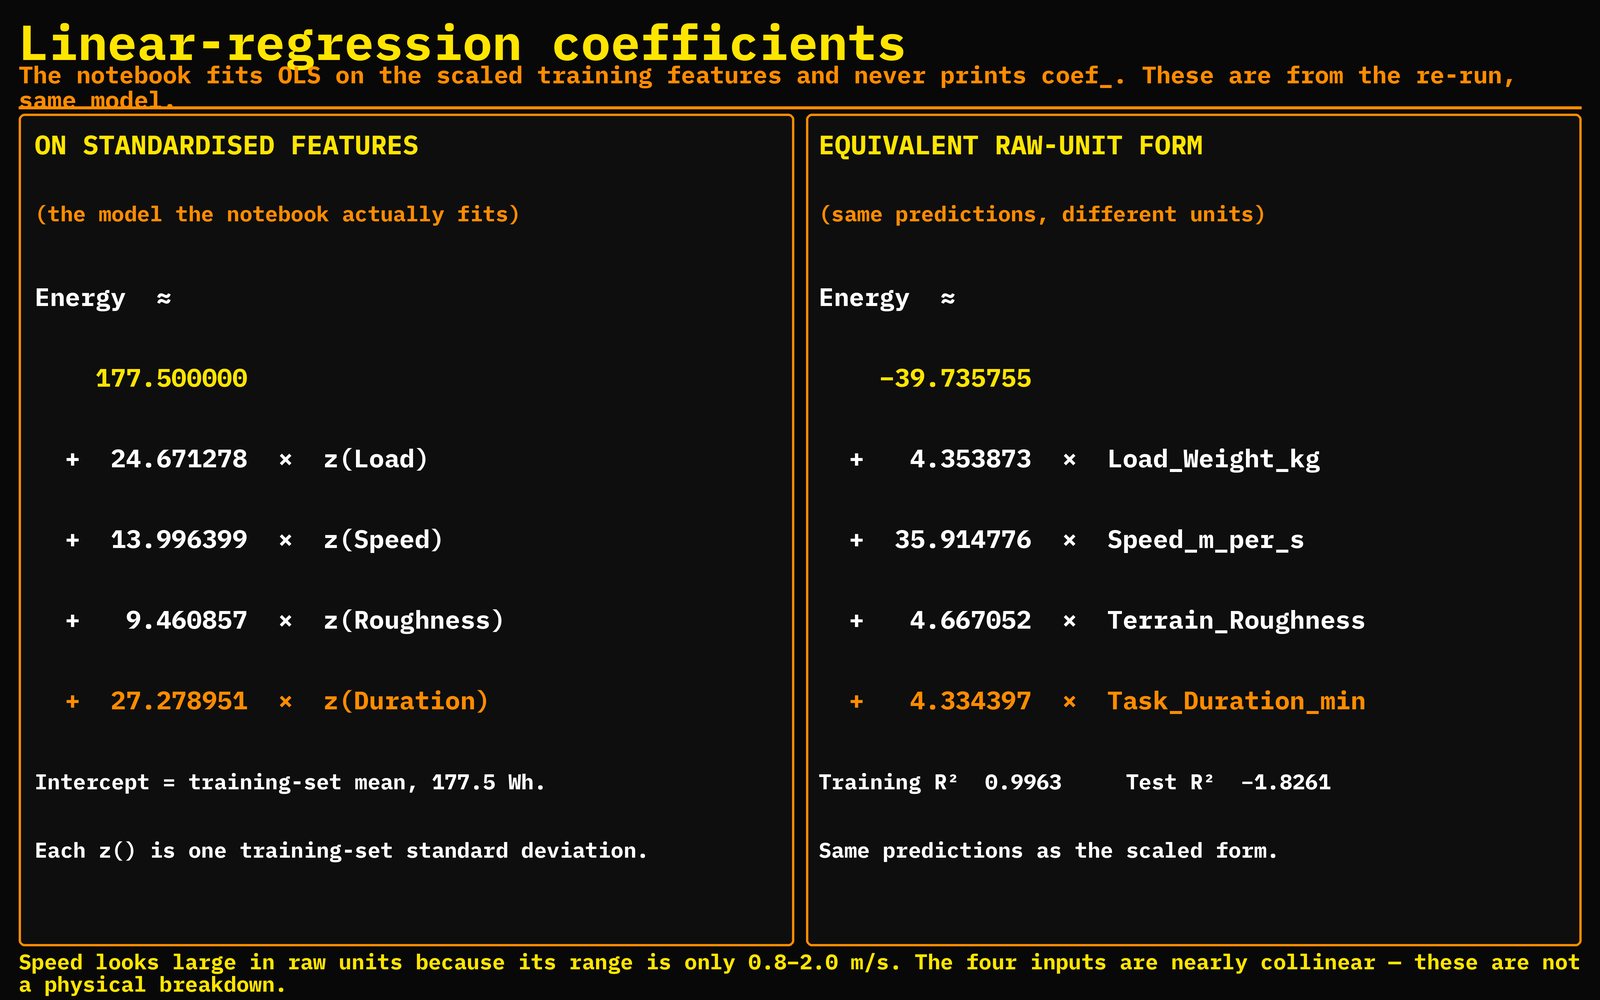 Linear-regression coefficients
The notebook fits OLS on the scaled training features and never prints coef_. These are from the re-run,
same model.
ON STANDARDISED FEATURES
(the model the notebook actually fits)
Energy ≈
177.500000
+ 24.671278 × z(Load)
+ 13.996399 × z(Speed)
+ 9.460857 × z(Roughness)
+ 27.278951 × z(Duration)
Intercept = training-set mean, 177.5 Wh.
Each z() is one training-set standard deviation.
EQUIVALENT RAW-UNIT FORM
(same predictions, different units)
Energy ≈
−39.735755
+ 4.353873 × Load_Weight_kg
+ 35.914776 × Speed_m_per_s
+ 4.667052 × Terrain_Roughness
+ 4.334397 × Task_Duration_min
Training R² 0.9963 Test R² −1.8261
Same predictions as the scaled form.
Speed looks large in raw units because its range is only 0.8–2.0 m/s. The four inputs are nearly collinear — these are not
a physical breakdown.